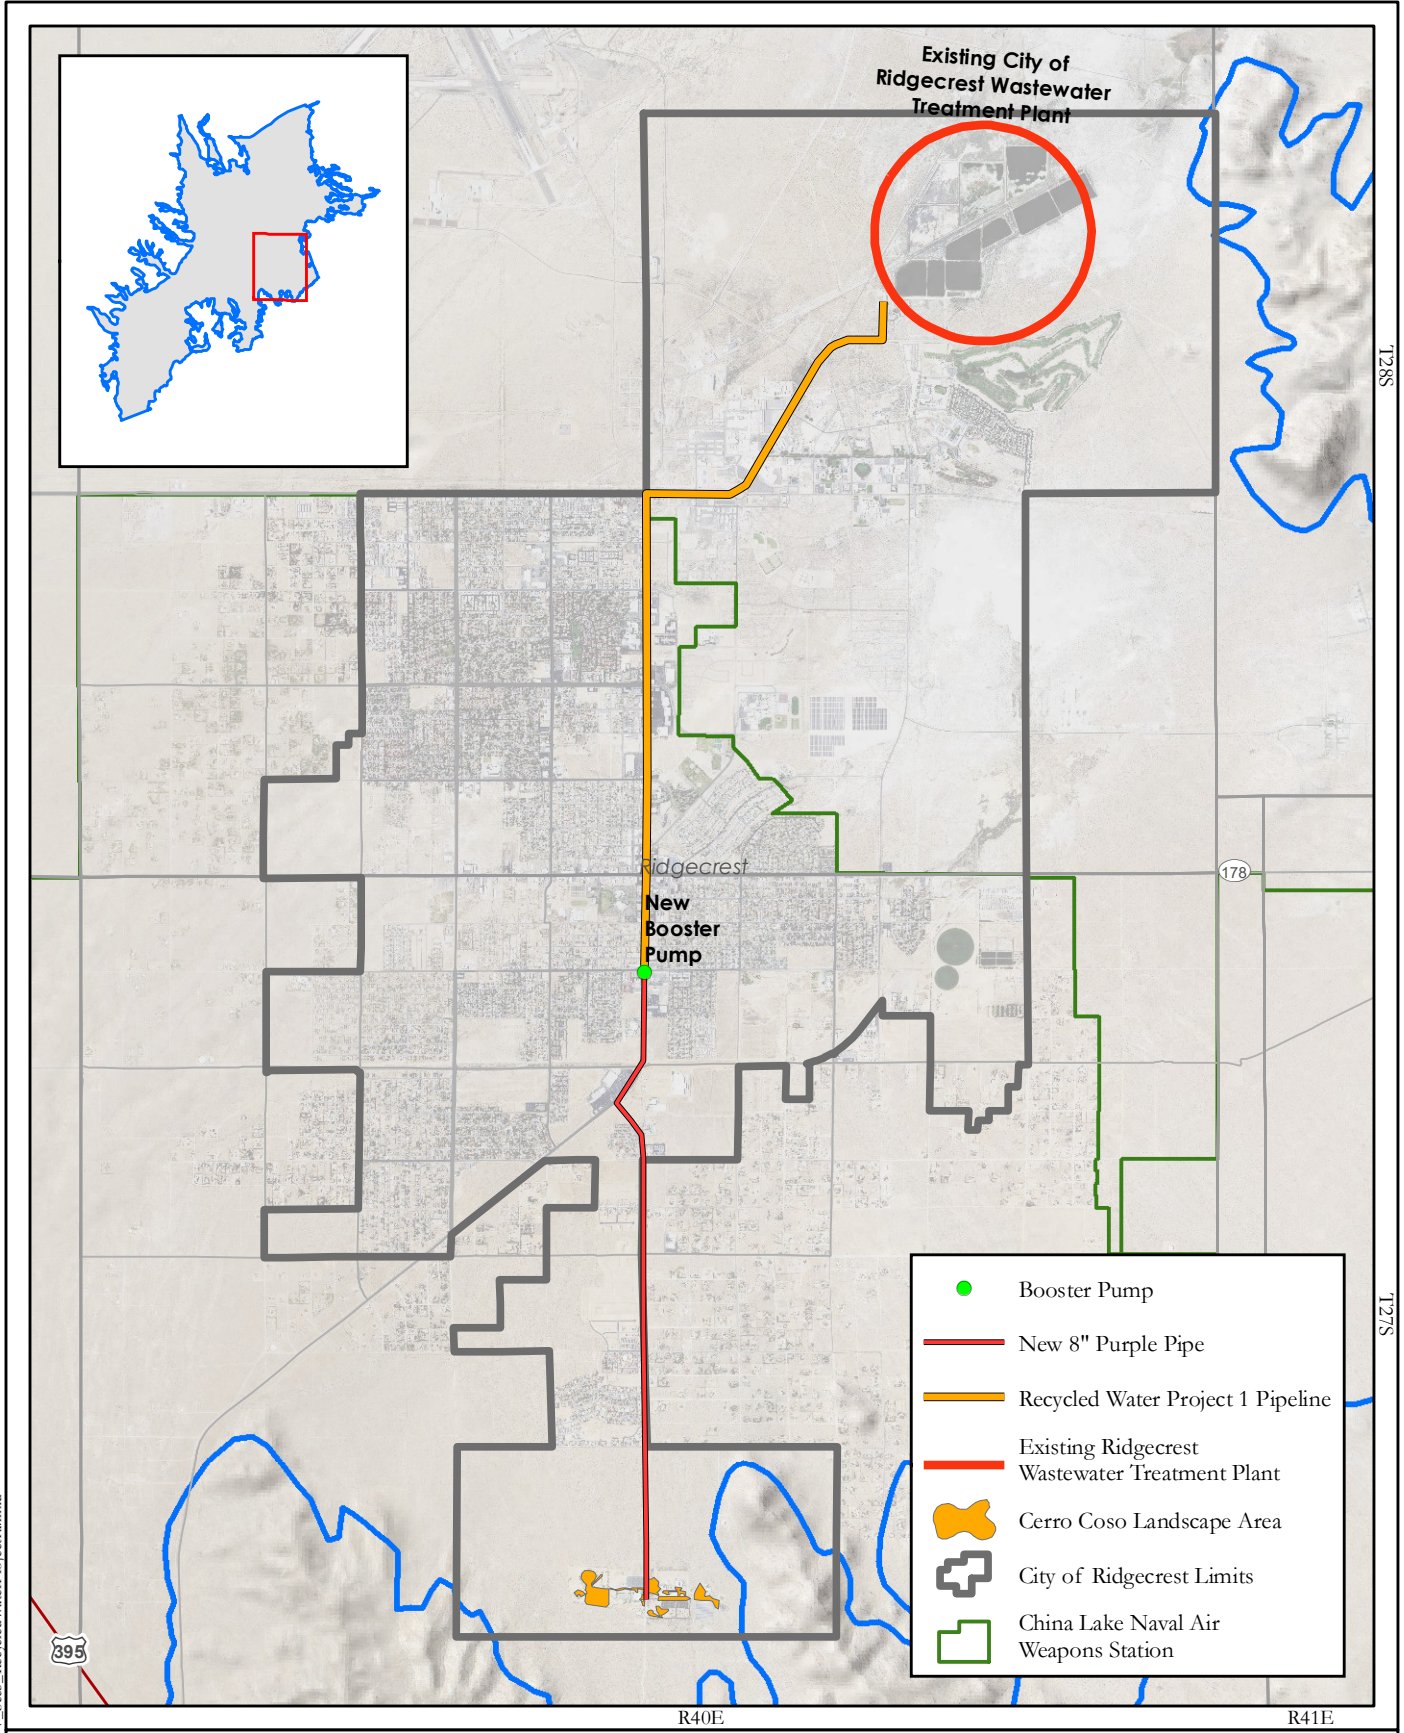 Existing City of
Ridgecrest Wastewater
Treatment Plant
T28S
Ridgecrest
178
New
Booster
Pump
T27S
Booster Pump
New 8" Purple Pipe
Recycled Water Project 1 Pipeline
Existing Ridgecrest
Wastewater Treatment Plant
Cerro Coso Landscape Area
City of Ridgecrest Limits
China Lake Naval Air
Weapons Station
395
R40E
R41E